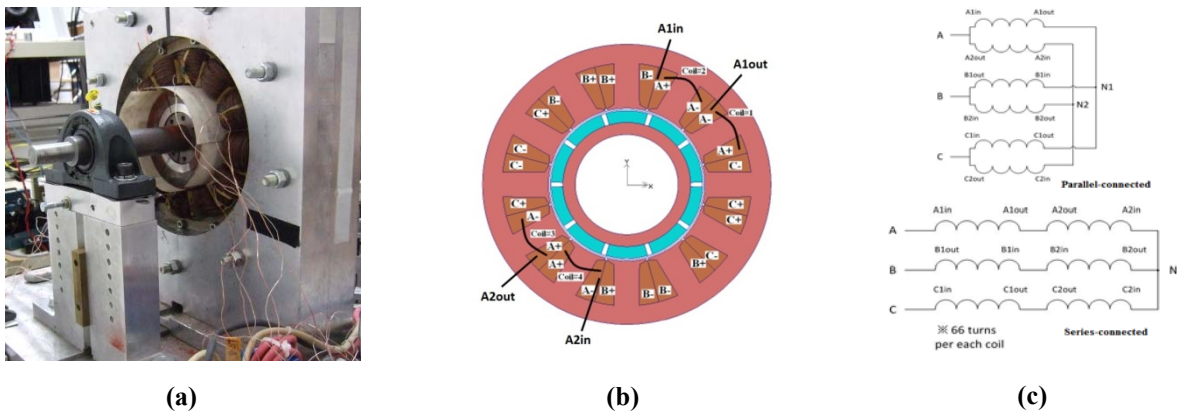 A1in
A1out
A2out
A2in
B+ B+
B-
A+
Coil#2
A-
A-
Coil#1
A+
C-
B-
C+
C-
C-
Y
X
C+
A-
Coil#3
A+
A+
Coil#4
A- B+
B- B-
B+ C-
C+
C+
(a)
(b)
A1in A1out
A
A2out A2in
B1out B1in
N1
B
N2
B2in B2out
C1in C1out
C
C2out C2in
Parallel-connected
A1in A1out A2out A2in
A
B1out B1in B2in B2out
B
N
C1in C1out C2out C2in
C
※ 66 turns
per each coil
Series-connected
(c)